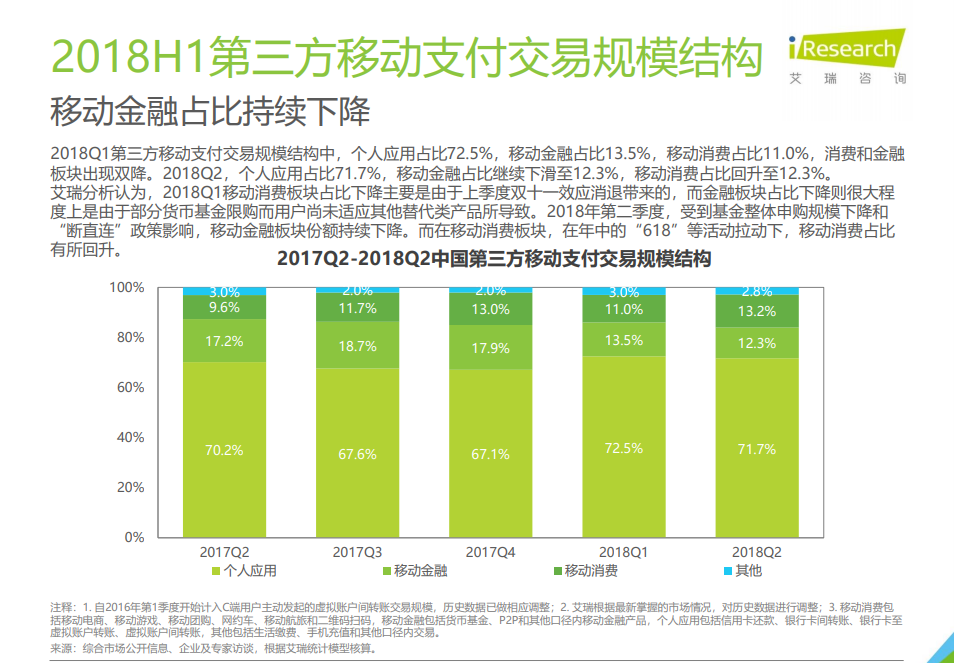 2018H1第三方移动支付交易规模结构
iResearch
艾 瑞 咨 询
移动金融占比持续下降
2018Q1第三方移动支付交易规模结构中，个人应用占比72.5%，移动金融占比13.5%，移动消费占比11.0%，消费和金融
板块出现双降。2018Q2，个人应用占比71.7%，移动金融占比继续下滑至12.3%，移动消费占比回升至12.3%。
艾瑞分析认为，2018Q1移动消费板块占比下降主要是由于上季度双十一效应消退带来的，而金融板块占比下降则很大程
度上是由于部分货币基金限购而用户尚未适应其他替代类产品所导致。2018年第二季度，受到基金整体申购规模下降和
“断直连”政策影响，移动金融板块份额持续下降。而在移动消费板块，在年中的“618”等活动拉动下，移动消费占比
有所回升。
2017Q2-2018Q2中国第三方移动支付交易规模结构
100%
3.0% 2.0% 2.0% 3.0% 2.8%
9.6% 11.7% 13.0% 11.0% 13.2%
80%
17.2% 18.7% 17.9% 13.5% 12.3%
60%
70.2% 67.6% 67.1% 72.5% 71.7%
40%
20%
0%
2017Q2 2017Q3 2017Q4 2018Q1 2018Q2
个人应用 移动金融 移动消费 其他
注释：1. 自2016年第1季度开始计入C端用户主动发起的虚拟账户间转账交易规模，历史数据已做相应调整；2. 艾瑞根据最新掌握的市场情况，对历史数据进行调整；3. 移动消费包
括移动电商、移动游戏、移动团购、网约车、移动航旅和二维码扫码，移动金融包括货币基金、P2P和其他口径内移动金融产品，个人应用包括信用卡还款、银行卡间转账、银行卡至
虚拟账户转账、虚拟账户间转账，其他包括生活缴费、手机充值和其他口径内交易。
来源：综合市场公开信息、企业及专家访谈，根据艾瑞统计模型核算。